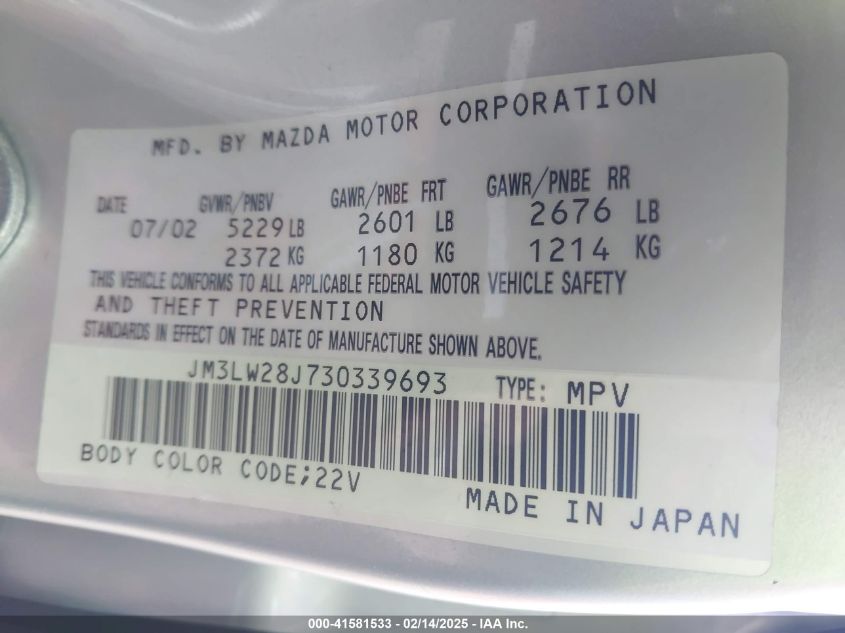 MFD. BY MAZDA MOTOR CORPORATION
DATE GVWR/PNBV GAWR/PNBE FRT GAWR/PNBE RR
07/02 5229 LB 2601 LB 2676 LB
2372 KG 1180 KG 1214 KG
THIS VEHICLE CONFORMS TO ALL APPLICABLE FEDERAL MOTOR VEHICLE SAFETY
AND THEFT PREVENTION
STANDARDS IN EFFECT ON THE DATE OF MANUFACTURE SHOWN ABOVE.
JM3LW28J730339693 TYPE: MPV
BODY COLOR CODE;22V
MADE IN JAPAN
000-41581533 - 02/14/2025 - IAA Inc.